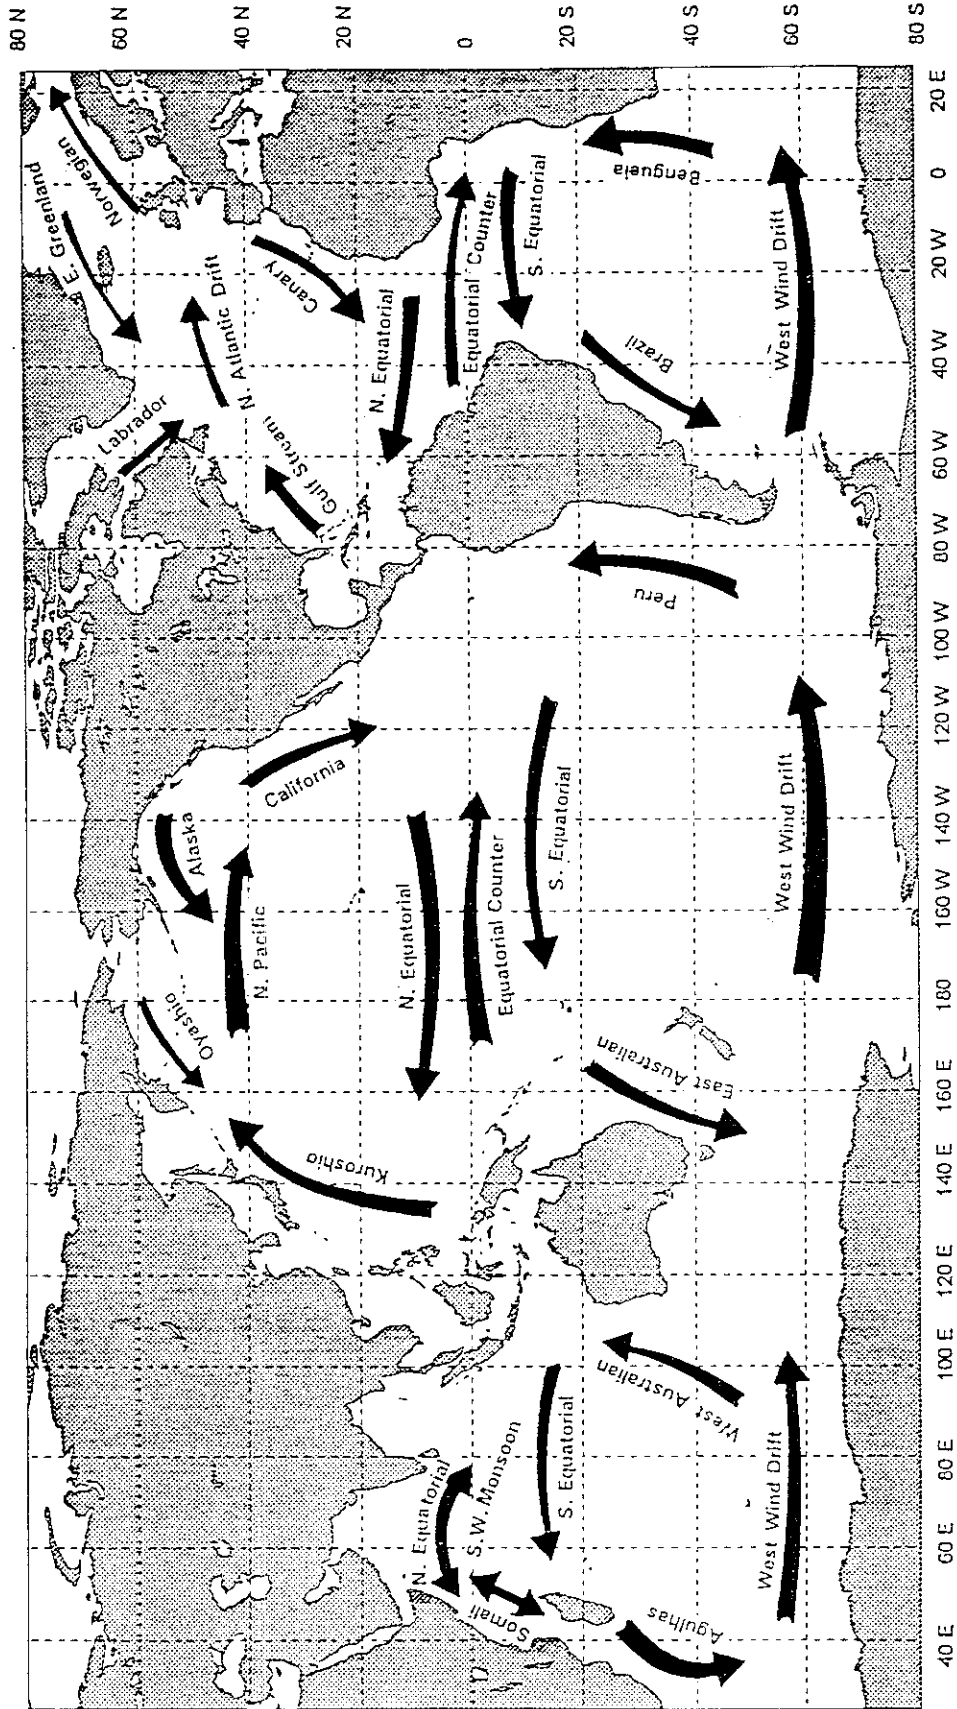 80 N
60 N
40 N
20 N
0
20 S
40 S
60 S
80 S
E. Greenland
Norwegian
Labrador
N. Atlantic Drift
Gulf Streani
Canary
N. Equatorial
Equatorial Counter
S. Equatorial
Brazil
Benguela
West Wind Drift
Alaska
Oyashio
N. Pacific
California
Kuroshio
N. Equatorial
Equatorial Counter
S. Equatorial
Peru
East Australian
West Wind Drift
N. Equatorial
S.W. Monsoon
Somali
S. Equatorial
West Australian
Agulhas
West Wind Drift
40 E
60 E
80 E
100 E
120 E
140 E
160 E
180
160 W
140 W
120 W
100 W
80 W
60 W
40 W
20 W
0
20 E